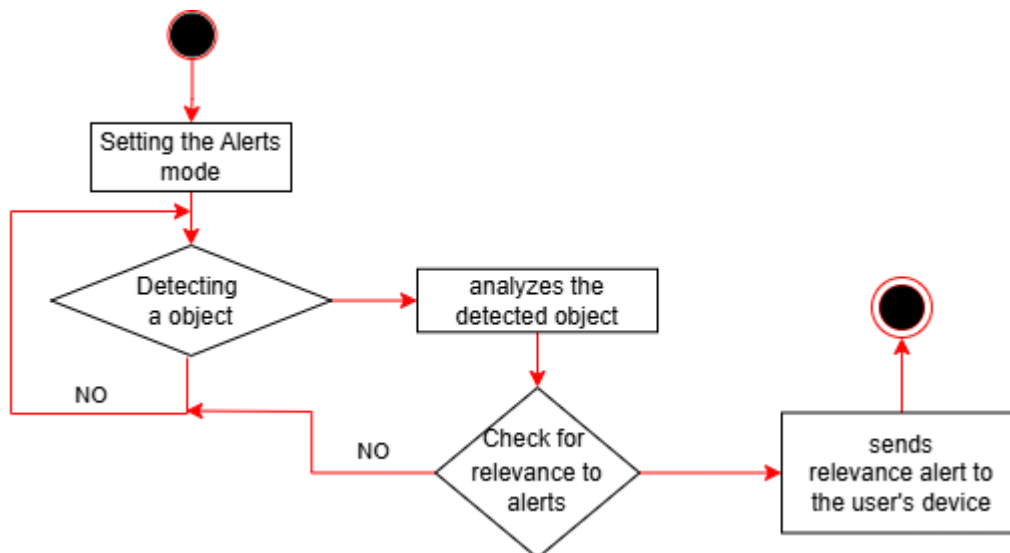 Setting the Alerts
mode
Detecting
a object
analyzes the
detected object
NO
NO
Check for
relevance to
alerts
sends
relevance alert to
the user's device